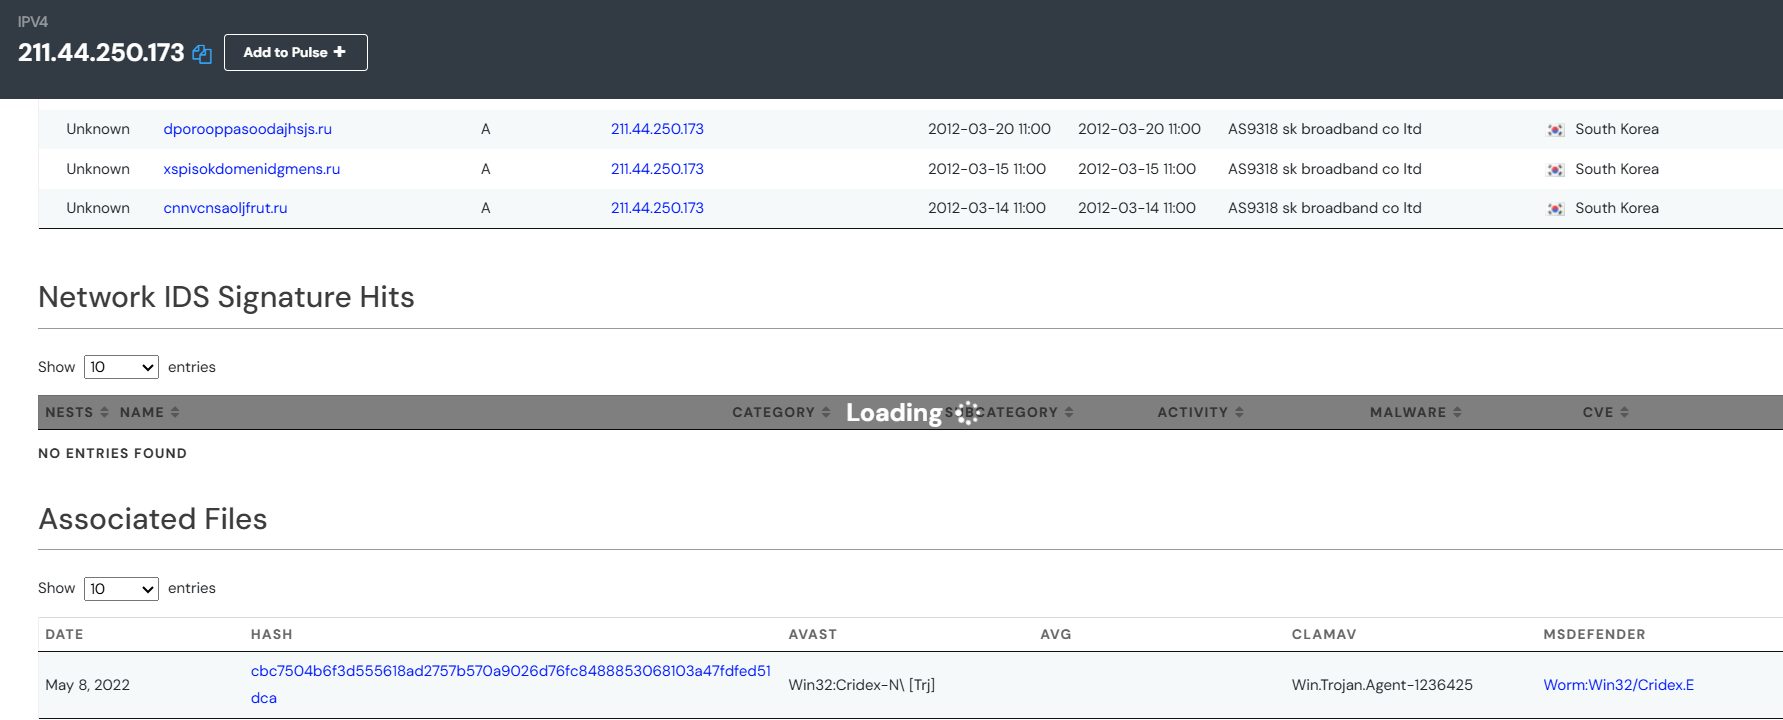 IPV4
211.44.250.173 Add to Pulse +
Unknown dporooppasoodajhsjs.ru A 211.44.250.173 2012-03-20 11:00 2012-03-20 11:00 AS9318 sk broadband co ltd South Korea
Unknown xspisokdomenidgmens.ru A 211.44.250.173 2012-03-15 11:00 2012-03-15 11:00 AS9318 sk broadband co ltd South Korea
Unknown cnnvcnsaoljfrut.ru A 211.44.250.173 2012-03-14 11:00 2012-03-14 11:00 AS9318 sk broadband co ltd South Korea
Network IDS Signature Hits
Show 10 entries
NESTS NAME CATEGORY Loading SUBCATEGORY ACTIVITY MALWARE CVE
NO ENTRIES FOUND
Associated Files
Show 10 entries
DATE HASH AVAST AVG CLAMAV MSDEFENDER
cbc7504b6f3d555618ad2757b570a9026d76fc8488853068103a47fdfed51
May 8, 2022 Win32:Cridex-N\ [Trj] Win.Trojan.Agent-1236425 Worm:Win32/Cridex.E
dca